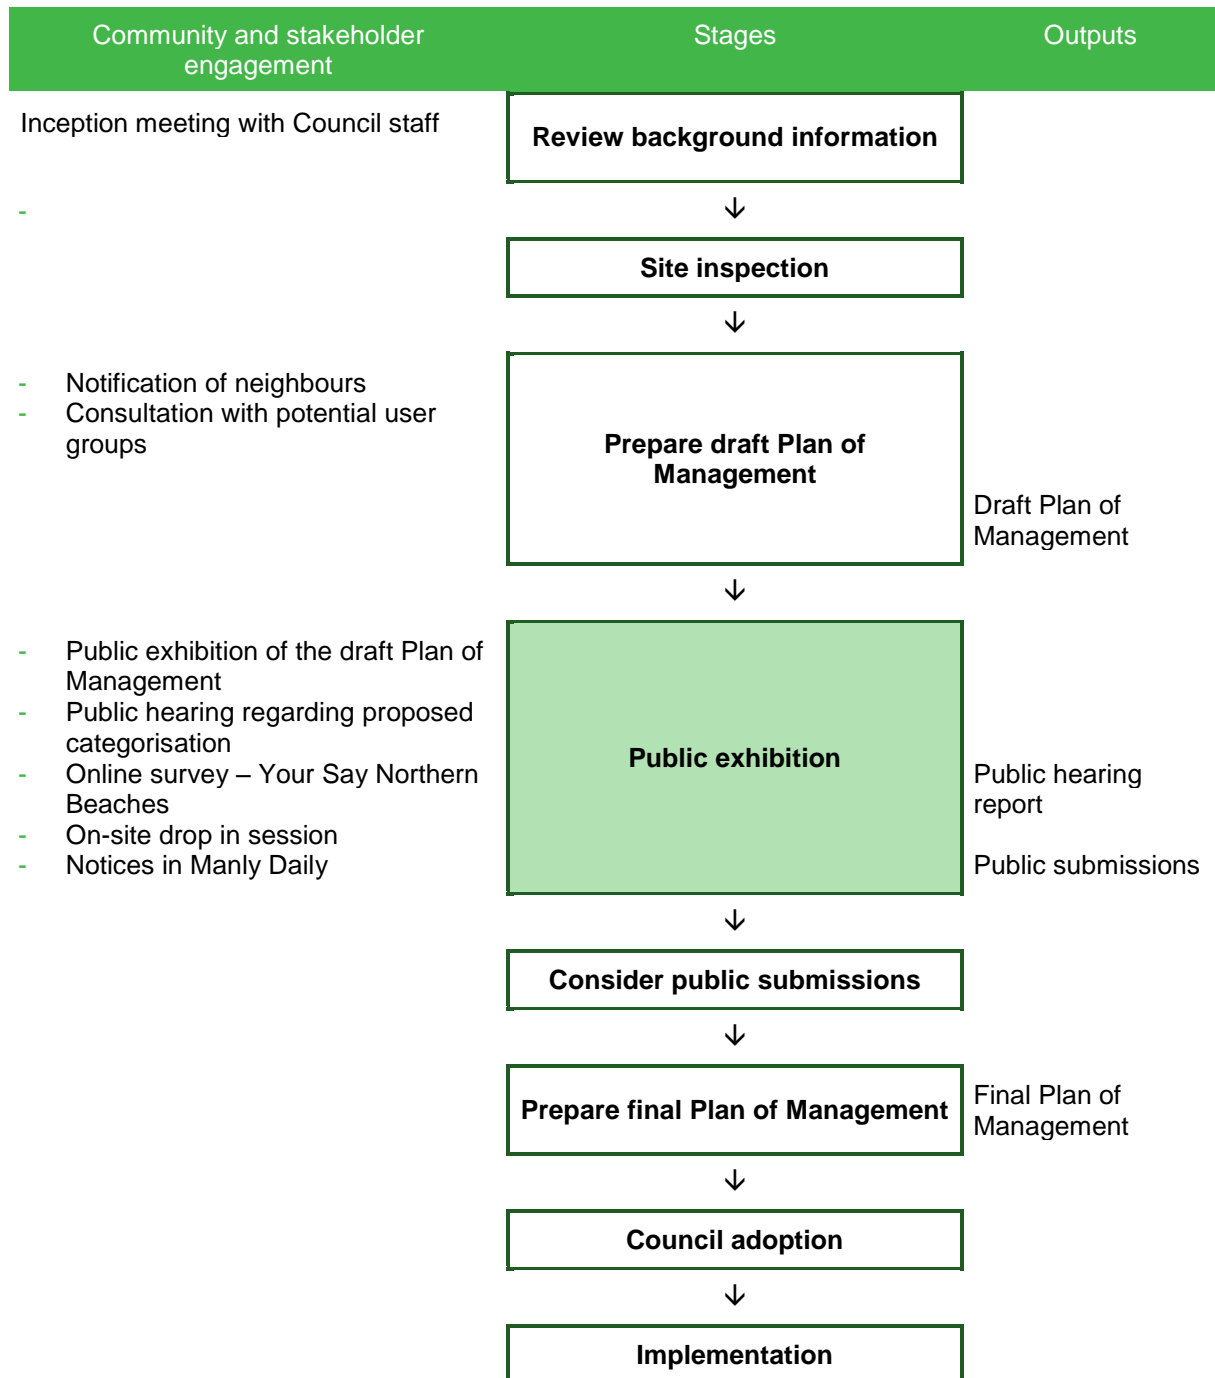 Community and stakeholder
engagement
Stages
Outputs
Inception meeting with Council staff
Review background information
-
↓
Site inspection
↓
- Notification of neighbours
- Consultation with potential user
groups
Prepare draft Plan of
Management
Draft Plan of
Management
↓
- Public exhibition of the draft Plan of
Management
- Public hearing regarding proposed
categorisation
- Online survey – Your Say Northern
Beaches
- On-site drop in session
- Notices in Manly Daily
Public exhibition
Public hearing
report
Public submissions
↓
Consider public submissions
↓
Prepare final Plan of Management
Final Plan of
Management
↓
Council adoption
↓
Implementation